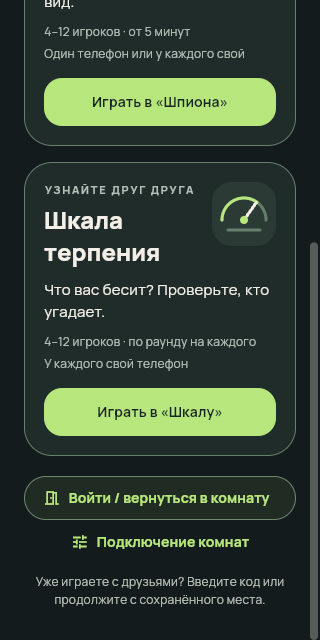 вид.
4–12 игроков · от 5 минут
Один телефон или у каждого свой
Играть в «Шпиона»
УЗНАЙТЕ ДРУГ ДРУГА
Шкала
терпения
Что вас бесит? Проверьте, кто
угадает.
4–12 игроков · по раунду на каждого
У каждого свой телефон
Играть в «Шкалу»
Войти / вернуться в комнату
Подключение комнат
Уже играете с друзьями? Введите код или
продолжите с сохранённого места.